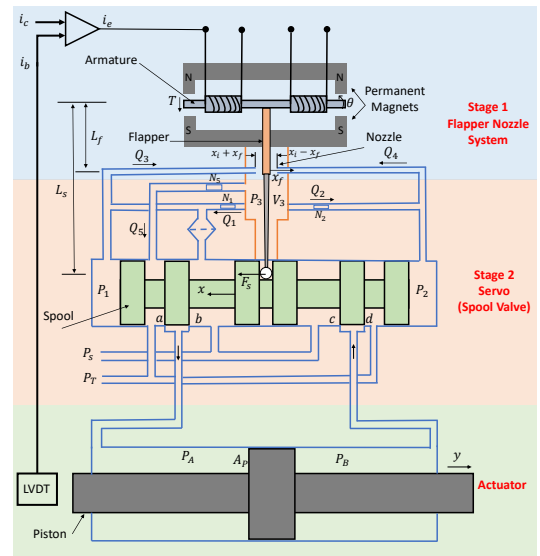 i_c
i_e
i_b
Armature
N
N
T
θ
Permanent
Magnets
S
S
Stage 1
Flapper Nozzle
System
L_f
Flapper
x_i + x_f
x_i − x_f
Nozzle
Q_3
Q_4
x_f
L_s
N_5
P_3
V_3
N_1
Q_2
Q_1
N_2
Q_5
P_1
F_s
P_2
x
Stage 2
Servo
(Spool Valve)
Spool
a
b
c
d
P_s
P_T
P_A
A_P
P_B
y
LVDT
Actuator
Piston